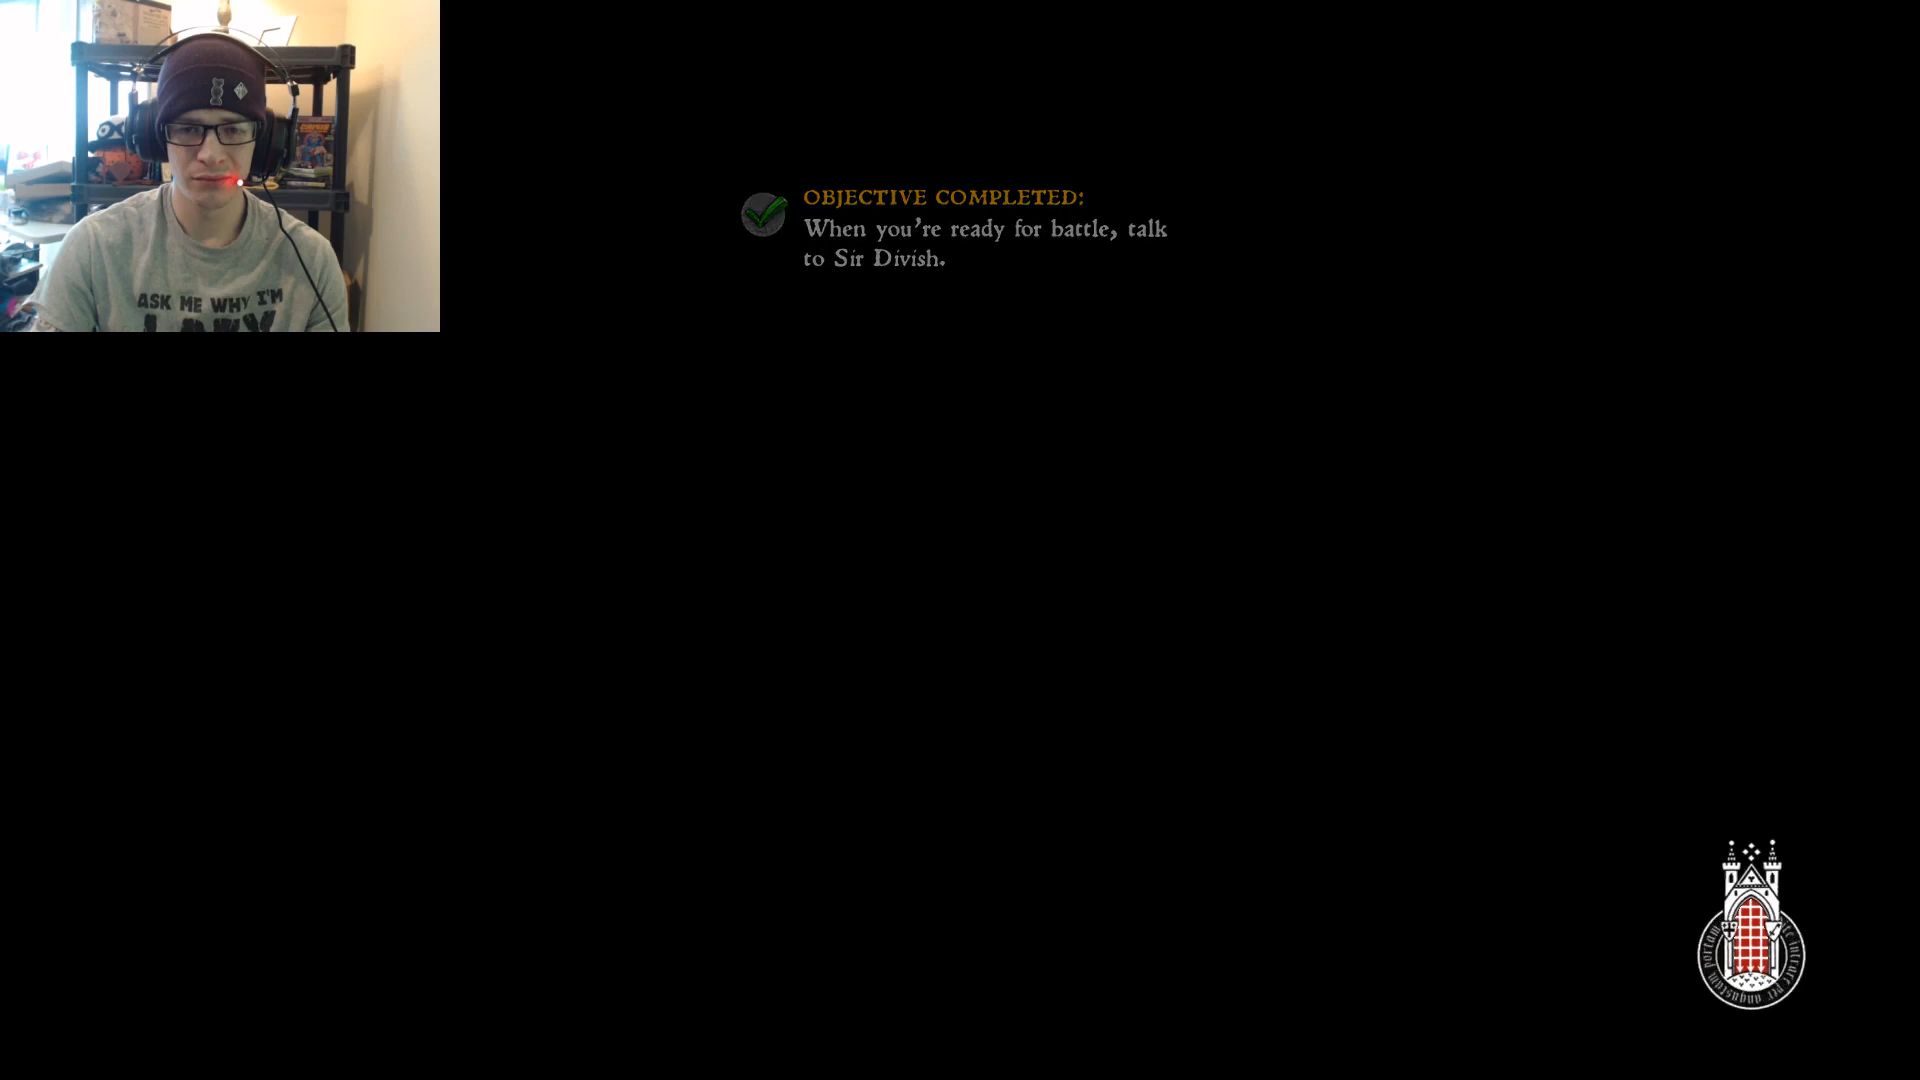 ASK ME WHY I'M
OBJECTIVE COMPLETED:
When you're ready for battle, talk
to Sir Divish.